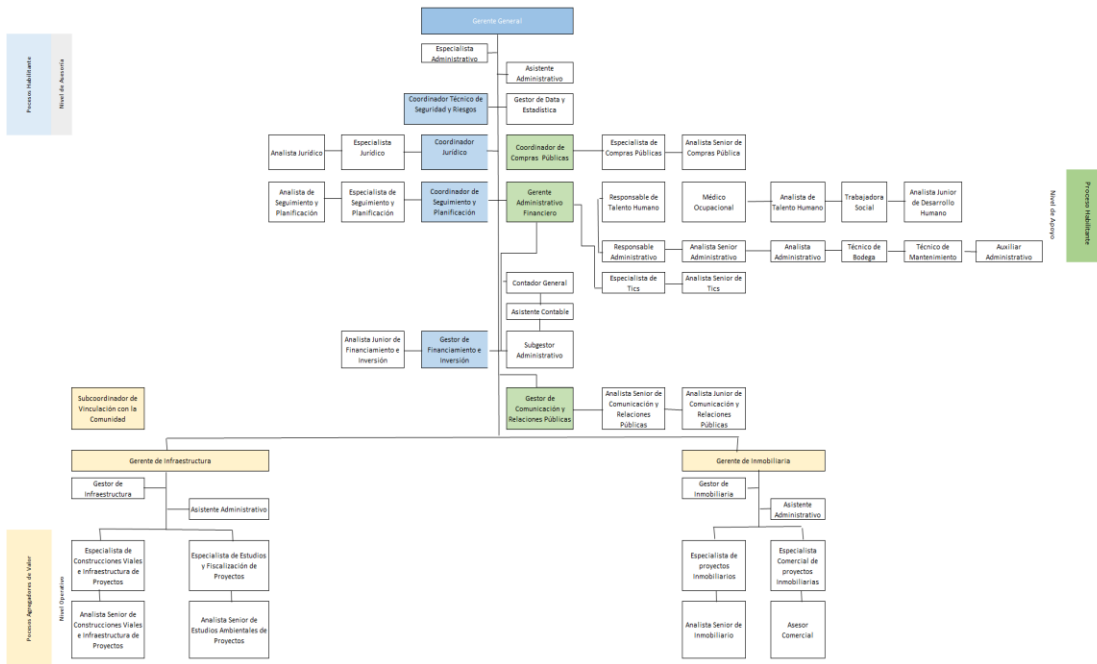 Gerente General
Especialista
Administrativo
Asistente
Administrativo
Pocesos Habilitante
Nivel de Asesoría
Coordinador Técnico de
Seguridad y Riesgos
Gestor de Data y
Estadística
Analista Jurídico
Especialista
Jurídico
Coordinador
Jurídico
Coordinador de
Compras Públicas
Especialista de
Compras Públicas
Analista Senior de
Compras Pública
Analista de
Seguimiento y
Planificación
Especialista de
Seguimiento y
Planificación
Coordinador de
Seguimiento y
Planificación
Gerente
Administrativo
Financiero
Responsable de
Talento Humano
Médico
Ocupacional
Analista de
Talento Humano
Trabajadora
Social
Analista Junior
de Desarrollo
Humano
Nivel de Apoyo
Proceso Habilitante
Responsable
Administrativo
Analista Senior
Administrativo
Analista
Administrativo
Técnico de
Bodega
Técnico de
Mantenimiento
Auxiliar
Administrativo
Especialista de
Tics
Analista Senior
de Tics
Contador General
Asistente Contable
Analista Junior de
Financiamiento e
Inversión
Gestor de
Financiamiento e
Inversión
Subgestor
Administrativo
Subcoordinador de
Vinculación con la
Comunidad
Gestor de
Comunicación y
Relaciones Públicas
Analista Senior de
Comunicación y
Relaciones
Públicas
Analista Junior de
Comunicación y
Relaciones
Públicas
Gerente de Infraestructura
Gerente de Inmobiliaria
Gestor de
Infraestructura
Asistente Administrativo
Gestor de
Inmobiliaria
Asistente
Administrativo
Pocesos Agregadores de Valor
Nivel Operativo
Especialista de
Construcciones Viales
e Infraestructura de
Proyectos
Especialista de Estudios
y Fiscalización de
Proyectos
Especialista de
proyectos
Inmobiliarios
Especialista
Comercial de
proyectos
Inmobiliarias
Analista Senior de
Construcciones Viales
e Infraestructura de
Proyectos
Analista Senior de
Estudios Ambientales de
Proyectos
Analista Senior de
Inmobiliario
Asesor
Comercial